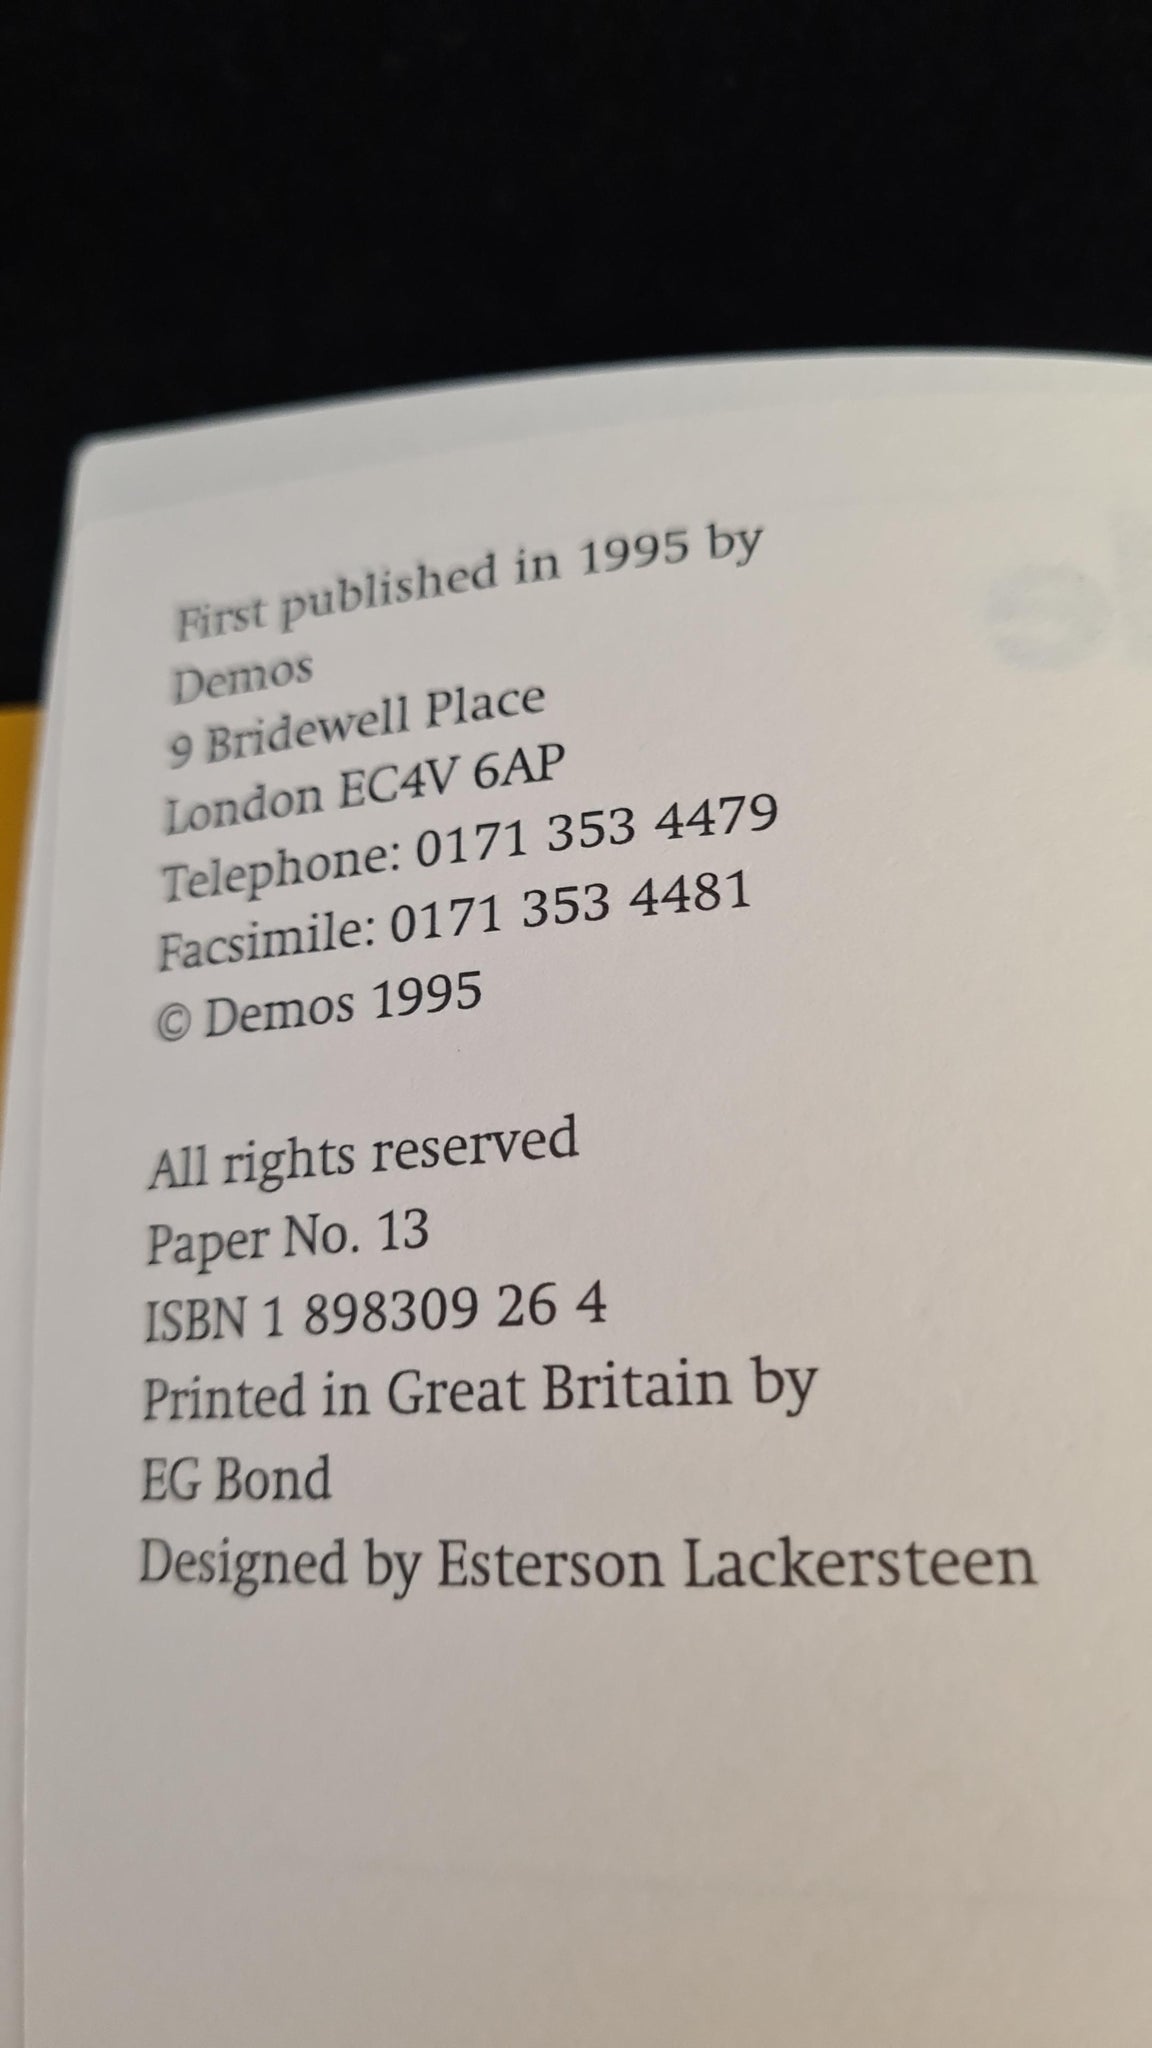 First published in 1995 by
Demos
9 Bridewell Place
London EC4V 6AP
Telephone: 0171 353 4479
Facsimile: 0171 353 4481
© Demos 1995
All rights reserved
Paper No. 13
ISBN 1 898309 26 4
Printed in Great Britain by
EG Bond
Designed by Esterson Lackersteen